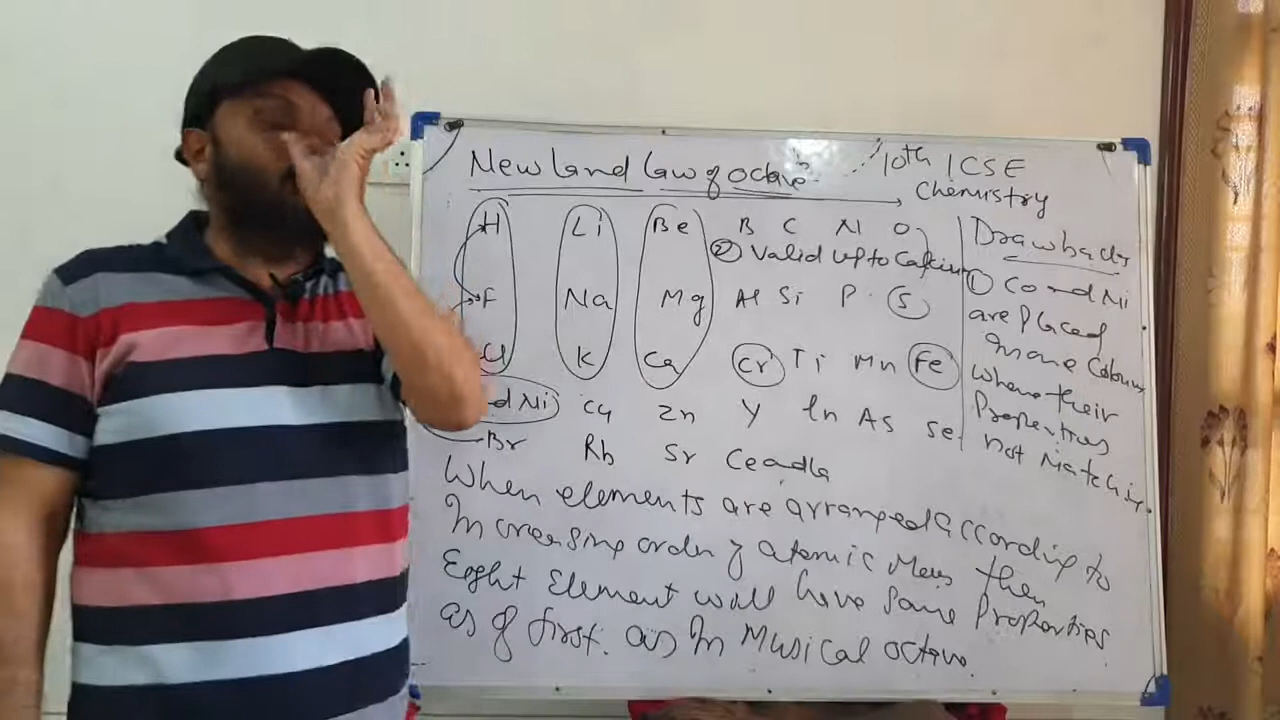 New land law of octave
10th ICSE
Chemistry
H Li Be B C N O
② Valid up to Calcium
F Na Mg Al Si P S
Cl K Ca Cr Ti Mn Fe
nd Ni Cu Zn Y In As Se
Br Rb Sr Ce and La
Drawbacks
① Co and Ni
are placed
in one Column
where their
Properties
not Matching.
When elements are arranged according to
Increasing order of atomic Mass then
Eight Element will have same Properties
as of first. as in Musical octave.